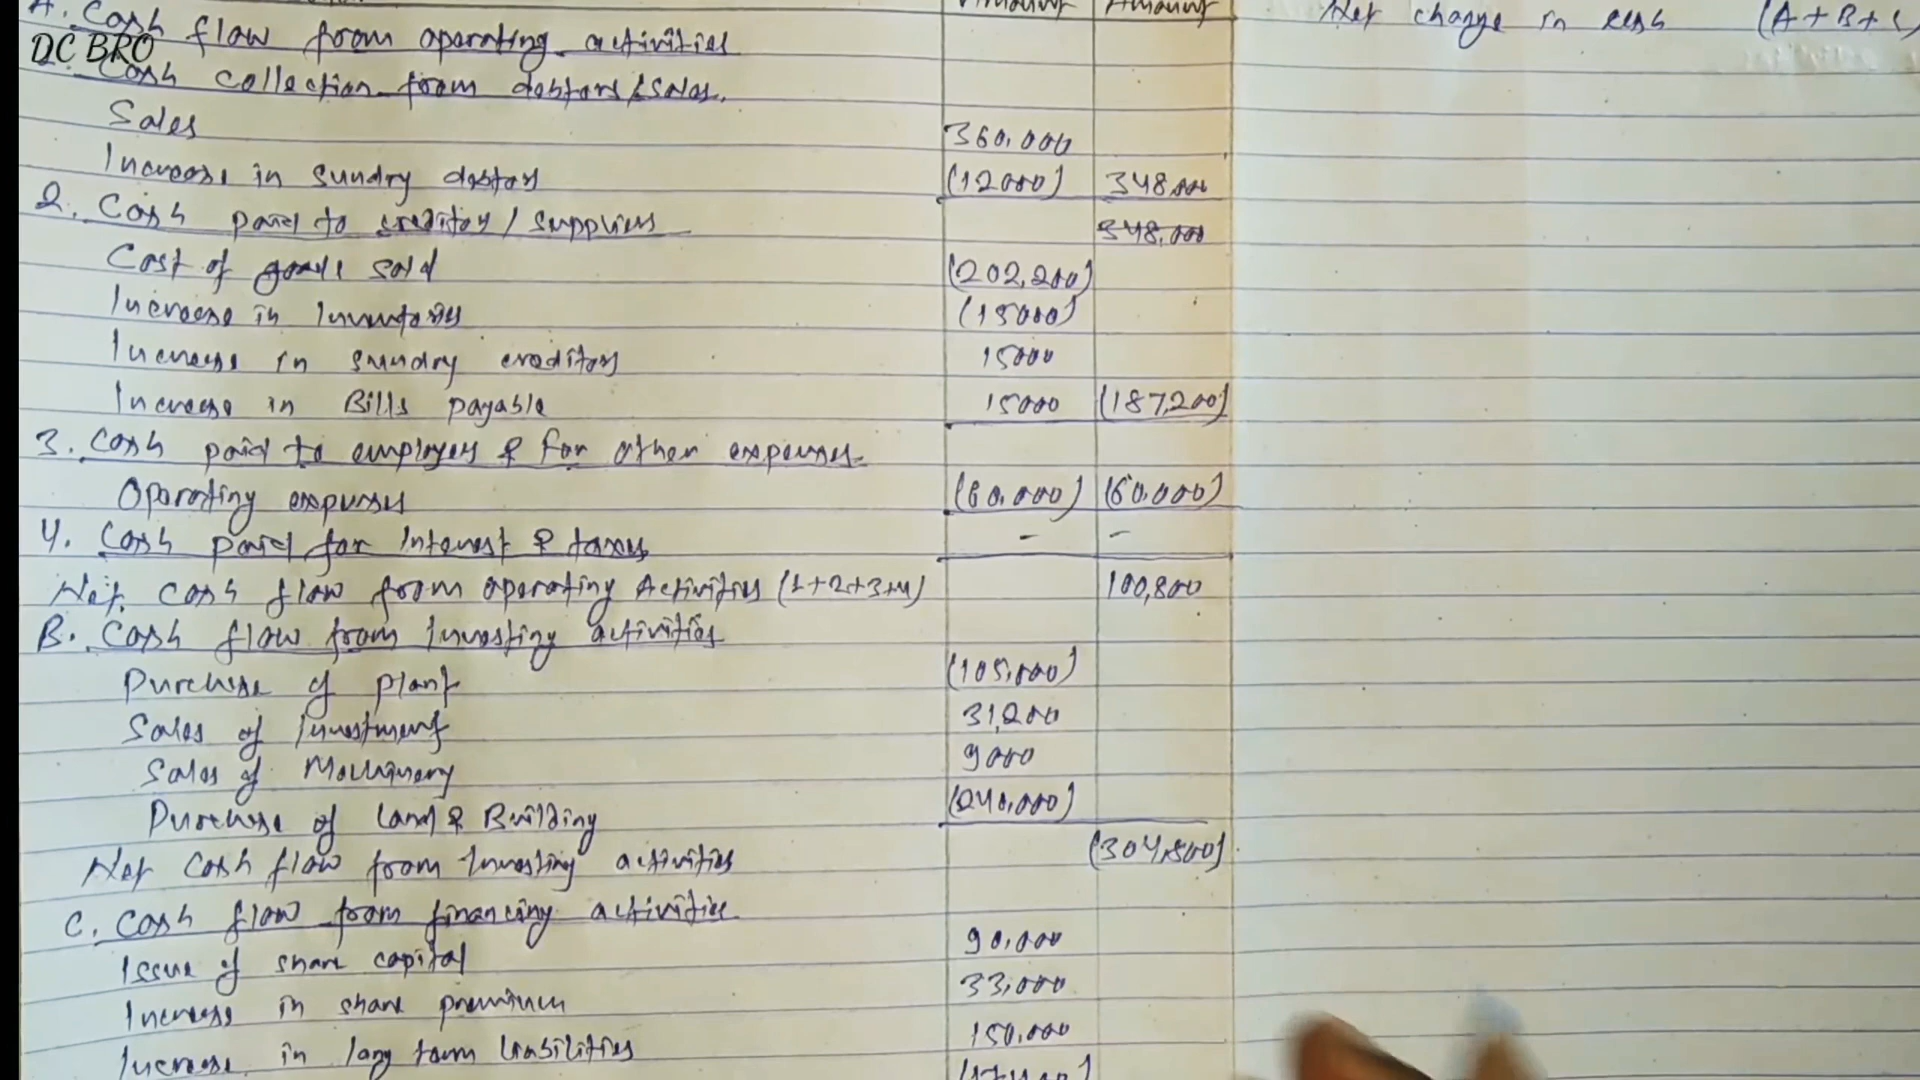 Amount Amount
A. Cash flow from operating activities
DC BRO
Cash collection from debtors/sales.
Sales 360,000
Increase in sundry debtors (12000) 348,000
348,000
2. Cash paid to creditors/suppliers
Cost of goods sold (202,200)
Increase in Inventories (15000)
Increase in sundry creditors 15000
Increase in Bills payable 15000 (187,200)
3. Cash paid to employees & for other expenses
Operating expenses (60,000) (60,000)
4. Cash paid for Interest & taxes - -
Net cash flow from operating Activities (1+2+3+4) 100,800
B. Cash flow from Investing activities
Purchase of plant (105,000)
Sales of Investment 31,200
Sales of Machinery 9000
Purchase of Land & Building (240,000)
Net Cash flow from Investing activities (304,800)
C. Cash flow from financing activities
Issue of share capital 90,000
Increase in share premium 33,000
Increase in long term liabilities 150,000
Net change in cash (A+B+C)